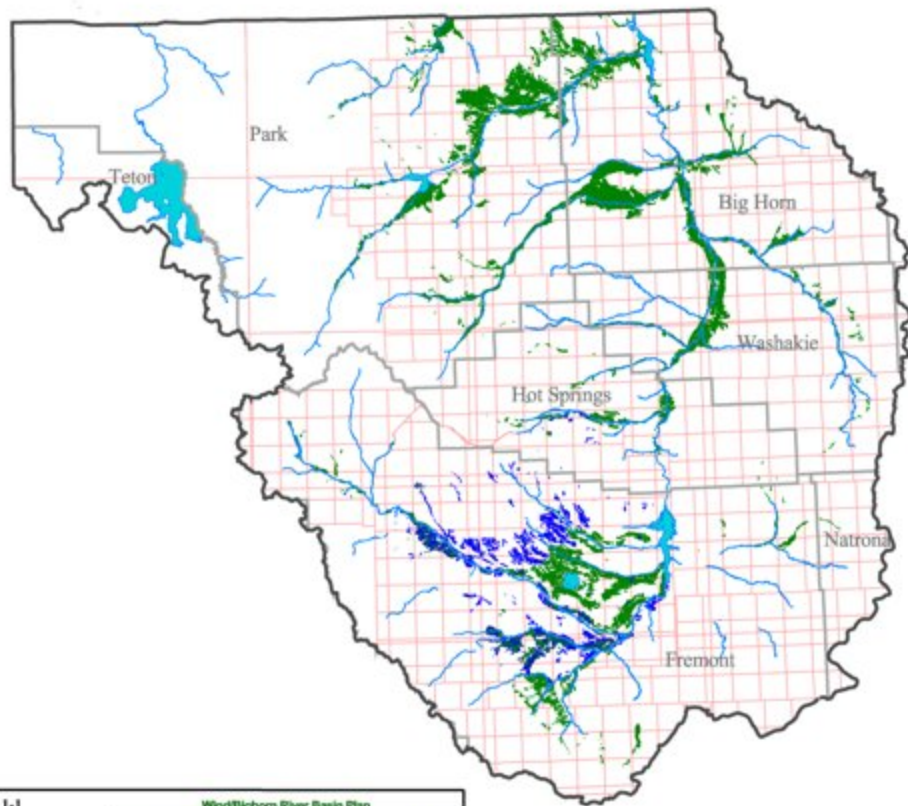 Park
Teton
Big Horn
Washakie
Hot Springs
Natrona
Fremont
Wind/Bighorn River Basin Plan